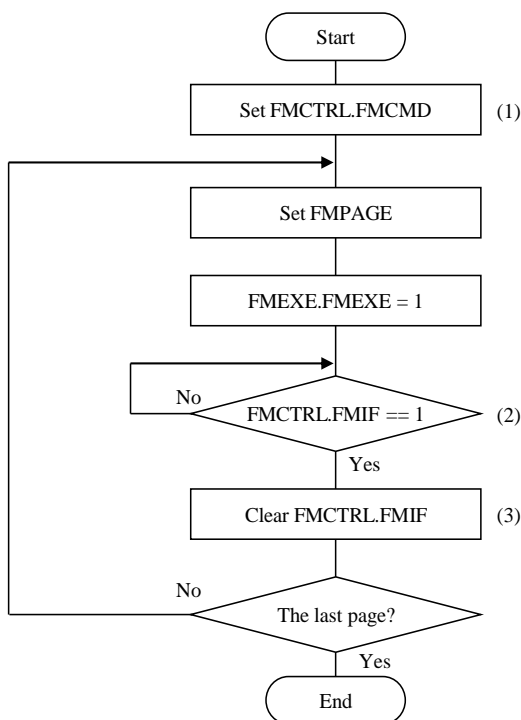 Start
Set FMCTRL.FMCMD (1)
Set FMPAGE
FMEXE.FMEXE = 1
No
FMCTRL.FMIF == 1 (2)
Yes
Clear FMCTRL.FMIF (3)
No
The last page?
Yes
End